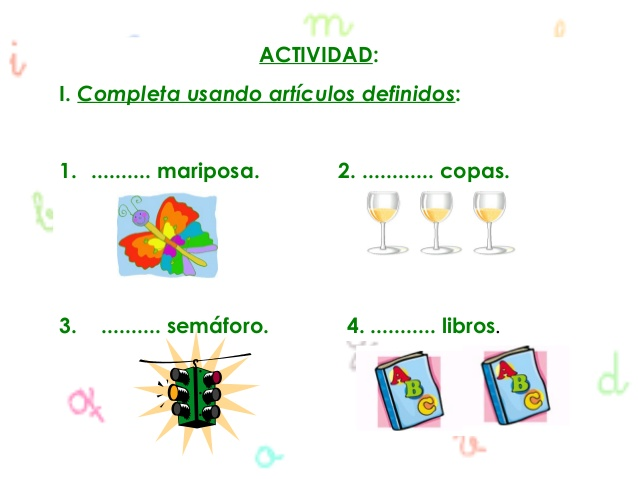 ACTIVIDAD:
I. Completa usando artículos definidos:
1. .......... mariposa.
2. ............ copas.
3. .......... semáforo.
4. ........... libros.
A B C
A B C
m
i
d